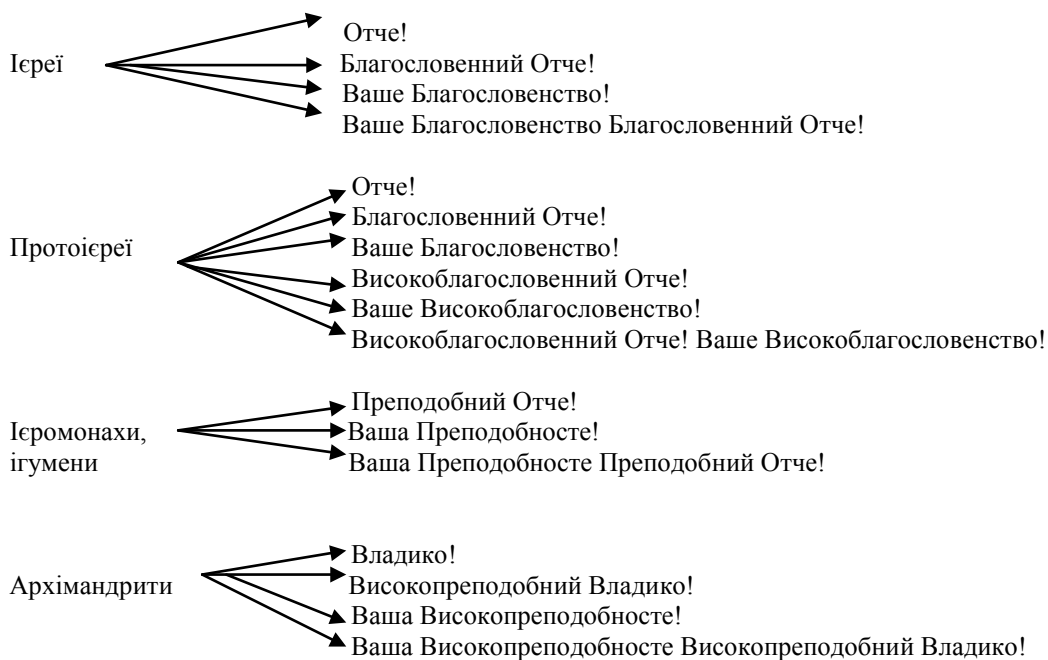 Отче!
Ієреї
Благословенний Отче!
Ваше Благословенство!
Ваше Благословенство Благословенний Отче!
Отче!
Благословенний Отче!
Протоієреї
Ваше Благословенство!
Високоблагословенний Отче!
Ваше Високоблагословенство!
Високоблагословенний Отче! Ваше Високоблагословенство!
Преподобний Отче!
Ієромонахи,
Ваша Преподобносте!
ігумени
Ваша Преподобносте Преподобний Отче!
Владико!
Архімандрити
Високопреподобний Владико!
Ваша Високопреподобносте!
Ваша Високопреподобносте Високопреподобний Владико!